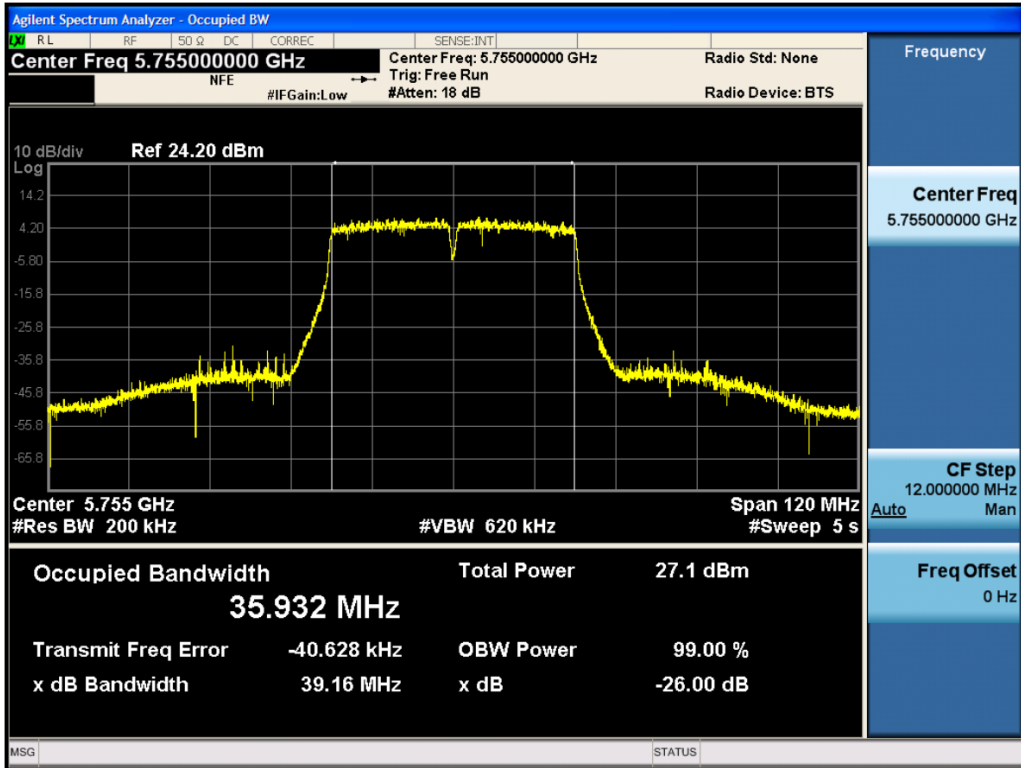 Agilent Spectrum Analyzer - Occupied BW
LXI RL RF 50 Ω DC CORREC SENSE:INT
Center Freq 5.755000000 GHz
NFE
#IFGain:Low
Center Freq: 5.755000000 GHz
Trig: Free Run
#Atten: 18 dB
Radio Std: None
Radio Device: BTS
10 dB/div Ref 24.20 dBm
Log
14.2
4.20
-5.80
-15.8
-25.8
-35.8
-45.8
-55.8
-65.8
Center 5.755 GHz Span 120 MHz
#Res BW 200 kHz #VBW 620 kHz #Sweep 5 s
Occupied Bandwidth Total Power 27.1 dBm
35.932 MHz
Transmit Freq Error -40.628 kHz OBW Power 99.00 %
x dB Bandwidth 39.16 MHz x dB -26.00 dB
MSG STATUS
Frequency
Center Freq
5.755000000 GHz
CF Step
12.000000 MHz
Auto Man
Freq Offset
0 Hz